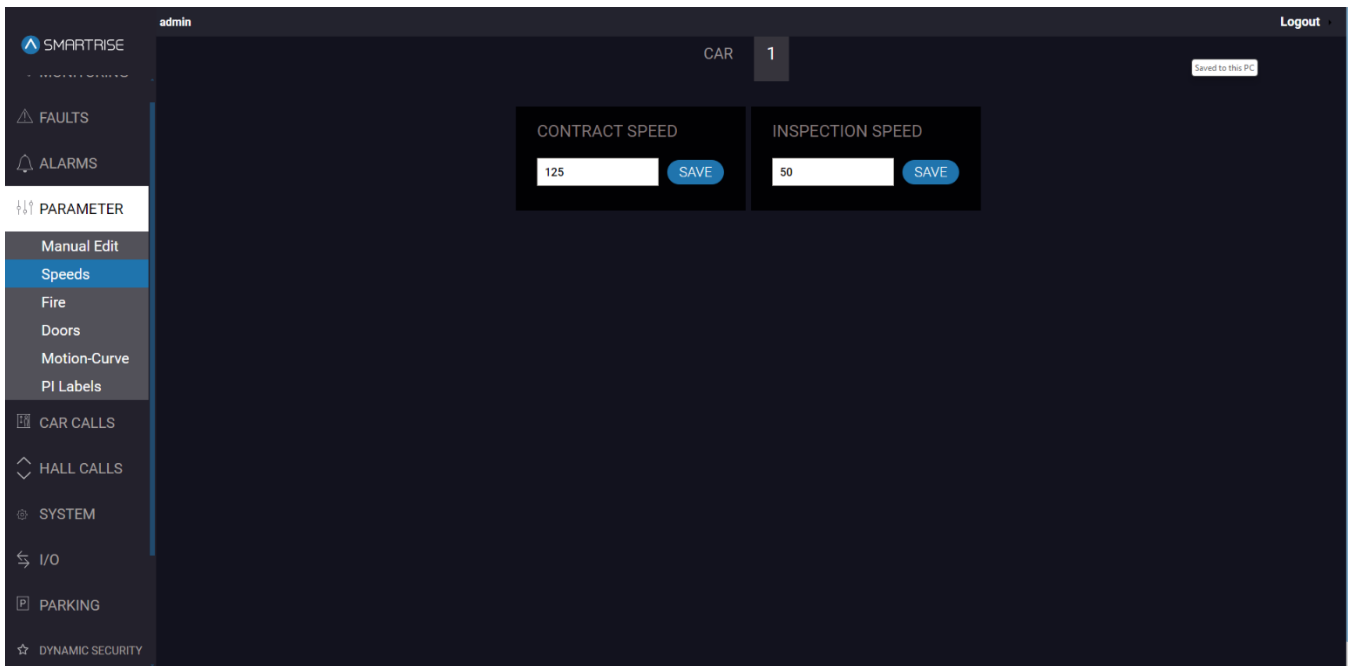 admin
Logout
SMARTRISE
CAR 1
Saved to this PC
FAULTS
ALARMS
PARAMETER
Manual Edit
Speeds
Fire
Doors
Motion-Curve
PI Labels
CAR CALLS
HALL CALLS
SYSTEM
I/O
P PARKING
DYNAMIC SECURITY
CONTRACT SPEED
125 SAVE
INSPECTION SPEED
50 SAVE